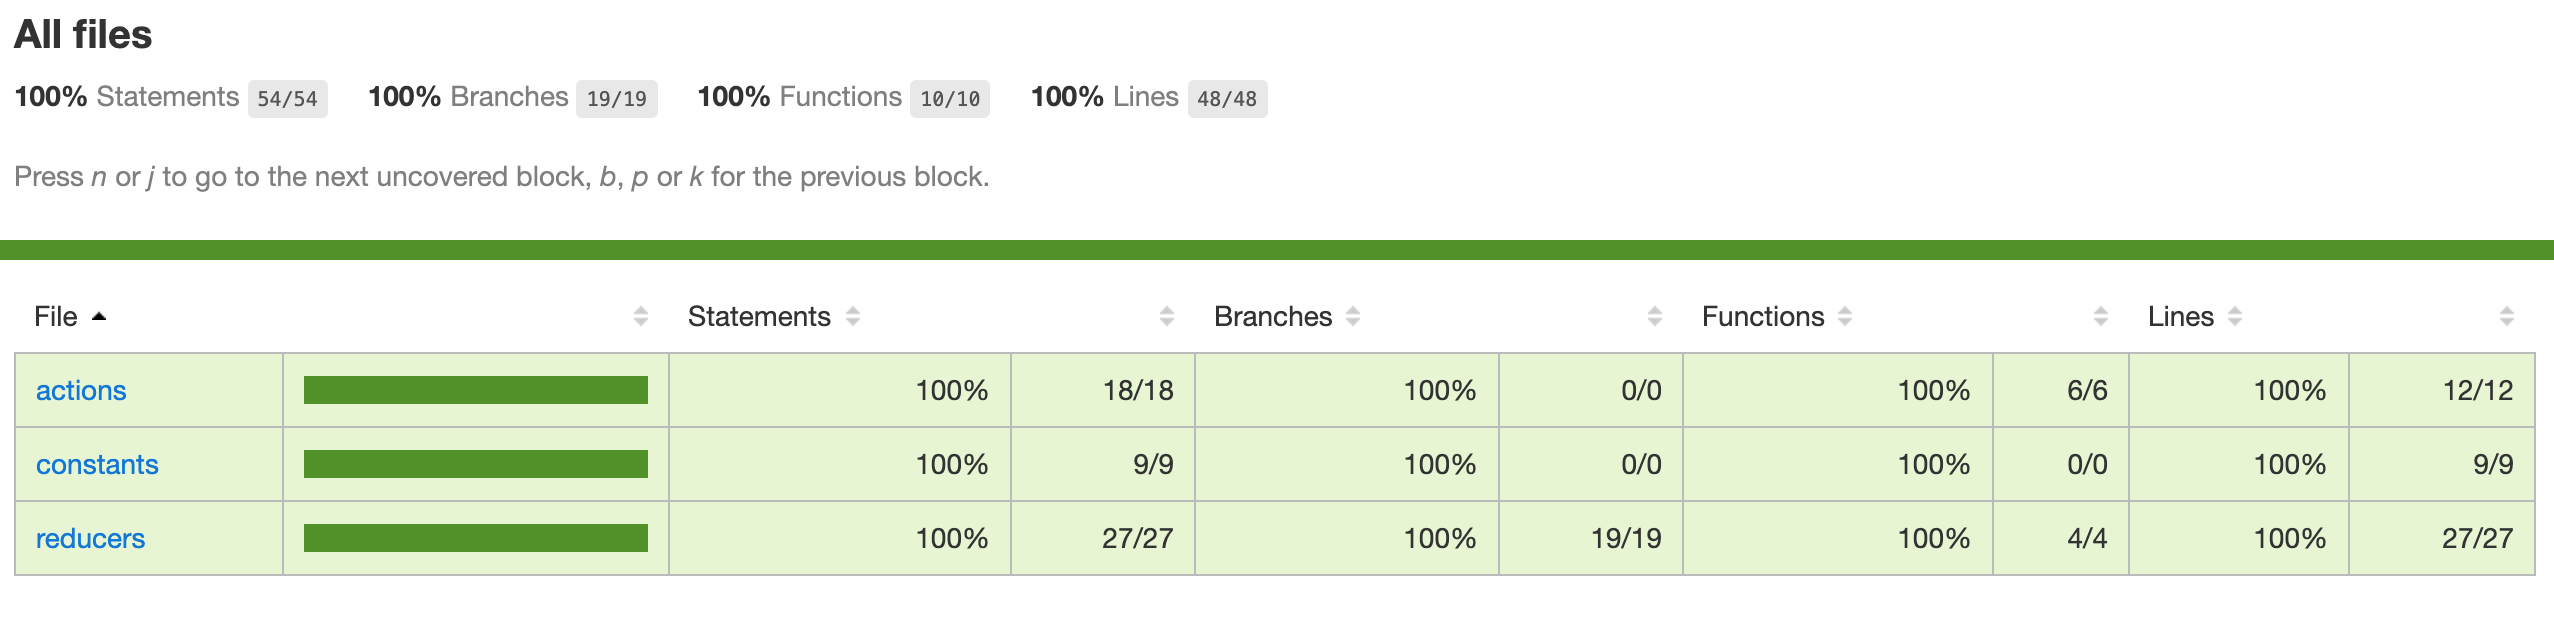 All files
100% Statements 54/54 100% Branches 19/19 100% Functions 10/10 100% Lines 48/48
Press n or j to go to the next uncovered block, b, p or k for the previous block.
File Statements Branches Functions Lines
actions 100% 18/18 100% 0/0 100% 6/6 100% 12/12
constants 100% 9/9 100% 0/0 100% 0/0 100% 9/9
reducers 100% 27/27 100% 19/19 100% 4/4 100% 27/27